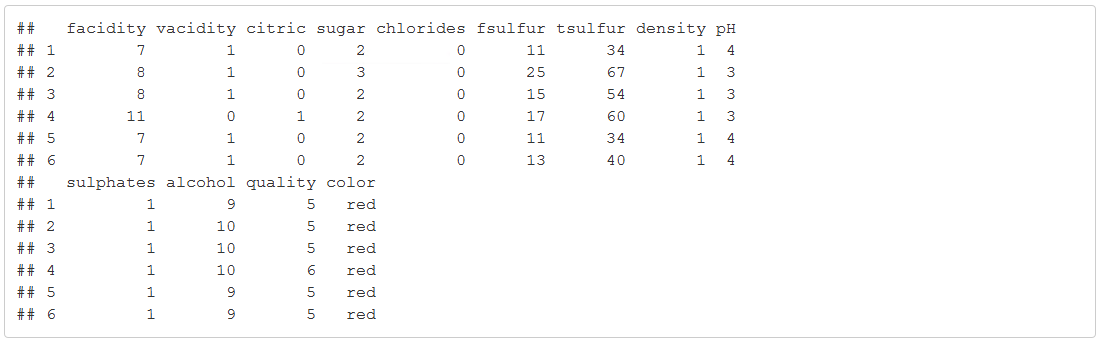 ##   facidity vacidity citric sugar chlorides fsulfur tsulfur density pH
## 1        7        1      0     2         0      11      34       1  4
## 2        8        1      0     3         0      25      67       1  3
## 3        8        1      0     2         0      15      54       1  3
## 4       11        0      1     2         0      17      60       1  3
## 5        7        1      0     2         0      11      34       1  4
## 6        7        1      0     2         0      13      40       1  4
##   sulphates alcohol quality color
## 1         1       9       5   red
## 2         1      10       5   red
## 3         1      10       5   red
## 4         1      10       6   red
## 5         1       9       5   red
## 6         1       9       5   red